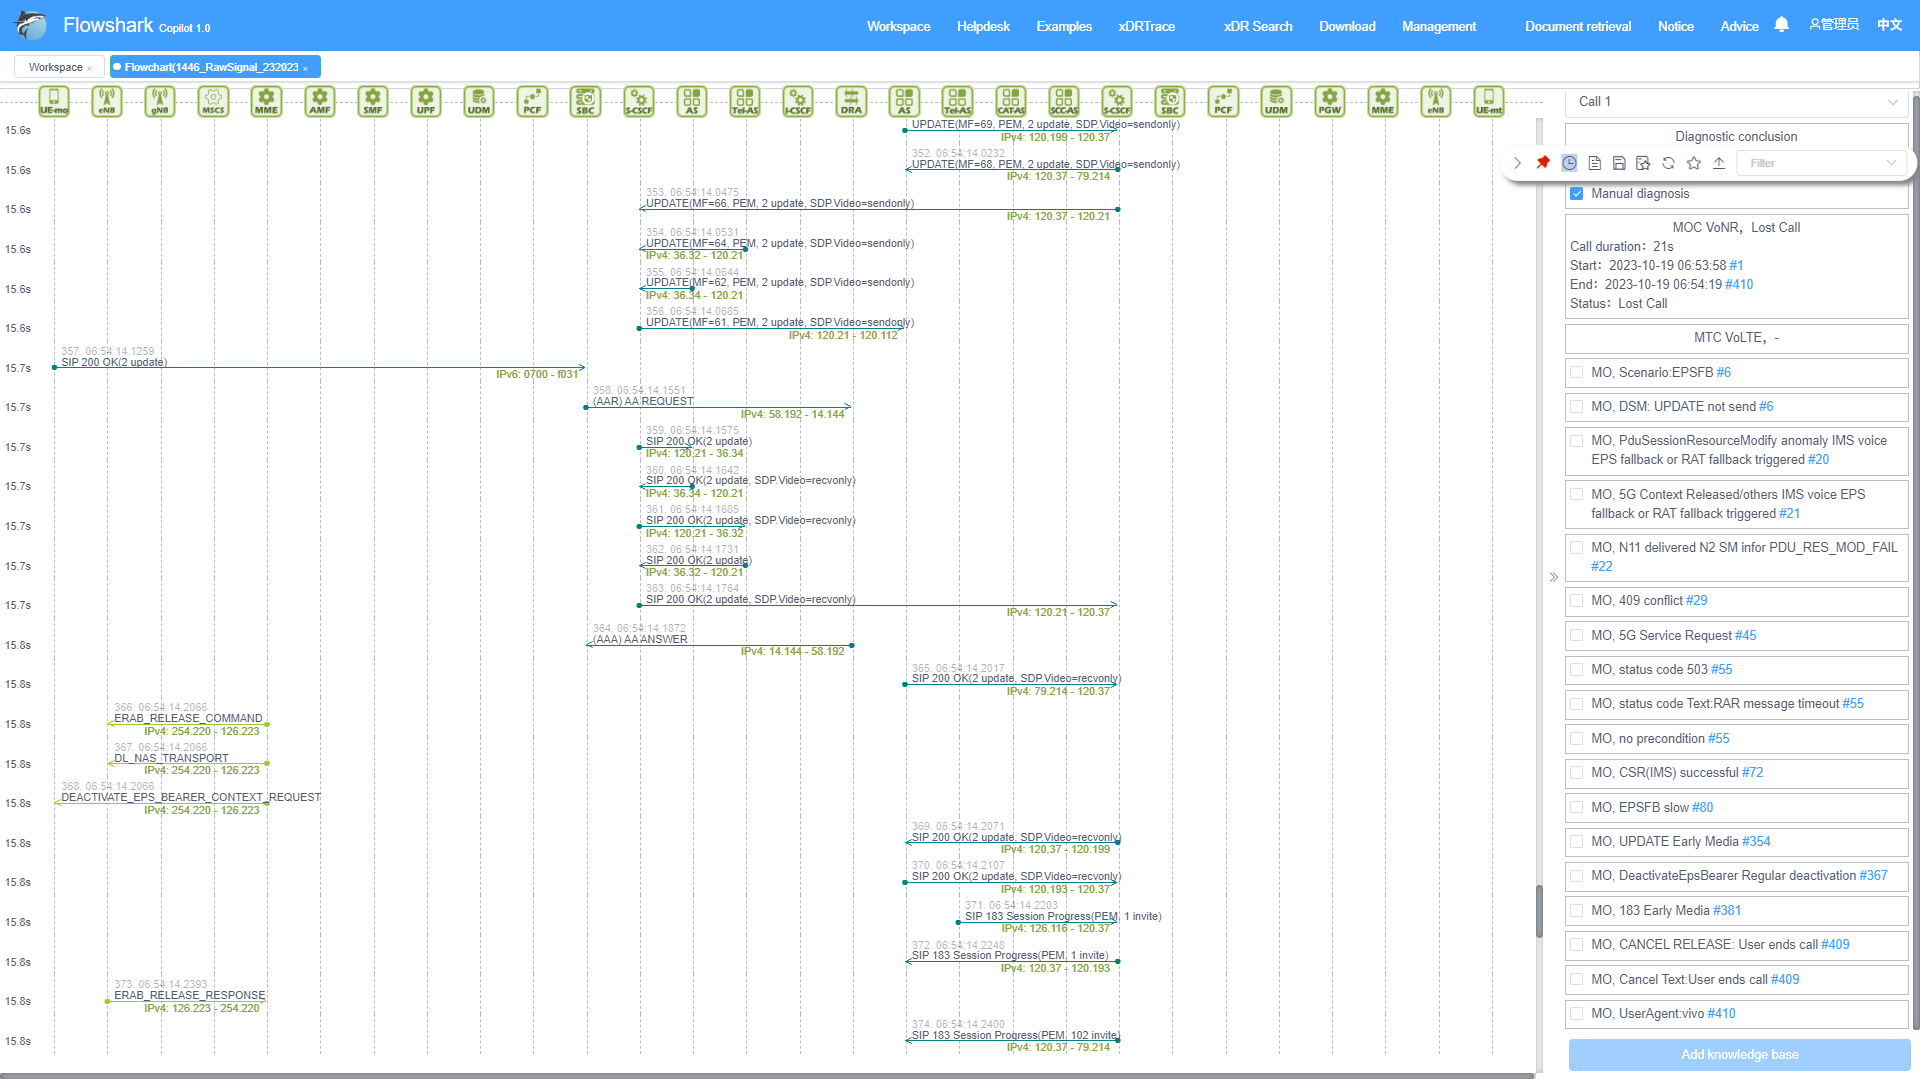 Flowshark Copilot 1.0
Workspace Helpdesk Examples xDRTrace xDR Search Download Management Document retrieval Notice Advice 管理员 中文
Workspace × Flowchart(1446_RawSignal_232023 ×
UE-mo eNB gNB MSCS MME AMF SMF UPF UDM PCF SBC S-CSCF AS Tel-AS I-CSCF DRA AS Tel-AS CATAS SCC-AS S-CSCF SBC PCF UDM PGW MME eNB UE-mt
15.6s
UPDATE(MF=69, PEM, 2 update, SDP.Video=sendonly)
IPv4: 120.199 - 120.37
15.6s
352. 06:54:14.0232
UPDATE(MF=68, PEM, 2 update, SDP.Video=sendonly)
IPv4: 120.37 - 79.214
15.6s
353. 06:54:14.0475
UPDATE(MF=66, PEM, 2 update, SDP.Video=sendonly)
IPv4: 120.37 - 120.21
15.6s
354. 06:54:14.0531
UPDATE(MF=64, PEM, 2 update, SDP.Video=sendonly)
IPv4: 36.32 - 120.21
15.6s
355. 06:54:14.0644
UPDATE(MF=62, PEM, 2 update, SDP.Video=sendonly)
IPv4: 36.34 - 120.21
15.6s
356. 06:54:14.0685
UPDATE(MF=61, PEM, 2 update, SDP.Video=sendonly)
IPv4: 120.21 - 120.112
15.7s
357. 06:54:14.1259
SIP 200 OK(2 update)
IPv6: 0700 - f031
15.7s
358. 06:54:14.1551
(AAR) AA REQUEST
IPv4: 58.192 - 14.144
15.7s
359. 06:54:14.1575
SIP 200 OK(2 update)
IPv4: 120.21 - 36.34
15.7s
360. 06:54:14.1642
SIP 200 OK(2 update, SDP.Video=recvonly)
IPv4: 36.34 - 120.21
15.7s
361. 06:54:14.1685
SIP 200 OK(2 update, SDP.Video=recvonly)
IPv4: 120.21 - 36.32
15.7s
362. 06:54:14.1731
SIP 200 OK(2 update)
IPv4: 36.32 - 120.21
15.7s
363. 06:54:14.1764
SIP 200 OK(2 update, SDP.Video=recvonly)
IPv4: 120.21 - 120.37
15.8s
364. 06:54:14.1872
(AAA) AA ANSWER
IPv4: 14.144 - 58.192
15.8s
365. 06:54:14.2017
SIP 200 OK(2 update, SDP.Video=recvonly)
IPv4: 79.214 - 120.37
15.8s
366. 06:54:14.2066
ERAB_RELEASE_COMMAND
IPv4: 254.220 - 126.223
15.8s
367. 06:54:14.2066
DL_NAS_TRANSPORT
IPv4: 254.220 - 126.223
15.8s
368. 06:54:14.2066
DEACTIVATE_EPS_BEARER_CONTEXT_REQUEST
IPv4: 254.220 - 126.223
15.8s
369. 06:54:14.2071
SIP 200 OK(2 update, SDP.Video=recvonly)
IPv4: 120.37 - 120.199
15.8s
370. 06:54:14.2107
SIP 200 OK(2 update, SDP.Video=recvonly)
IPv4: 120.193 - 120.37
15.8s
371. 06:54:14.2203
SIP 183 Session Progress(PEM, 1 invite)
IPv4: 126.116 - 120.37
15.8s
372. 06:54:14.2248
SIP 183 Session Progress(PEM, 1 invite)
IPv4: 120.37 - 120.193
15.8s
373. 06:54:14.2393
ERAB_RELEASE_RESPONSE
IPv4: 126.223 - 254.220
15.8s
374. 06:54:14.2400
SIP 183 Session Progress(PEM, 102 invite)
IPv4: 120.37 - 79.214
Call 1
Diagnostic conclusion
Filter
Manual diagnosis
MOC VoNR，Lost Call
Call duration：21s
Start：2023-10-19 06:53:58 #1
End：2023-10-19 06:54:19 #410
Status：Lost Call
MTC VoLTE，-
MO, Scenario:EPSFB #6
MO, DSM: UPDATE not send #6
MO, PduSessionResourceModify anomaly IMS voice
EPS fallback or RAT fallback triggered #20
MO, 5G Context Released/others IMS voice EPS
fallback or RAT fallback triggered #21
MO, N11 delivered N2 SM infor PDU_RES_MOD_FAIL
#22
MO, 409 conflict #29
MO, 5G Service Request #45
MO, status code 503 #55
MO, status code Text:RAR message timeout #55
MO, no precondition #55
MO, CSR(IMS) successful #72
MO, EPSFB slow #80
MO, UPDATE Early Media #354
MO, DeactivateEpsBearer Regular deactivation #367
MO, 183 Early Media #381
MO, CANCEL RELEASE: User ends call #409
MO, Cancel Text:User ends call #409
MO, UserAgent:vivo #410
Add knowledge base